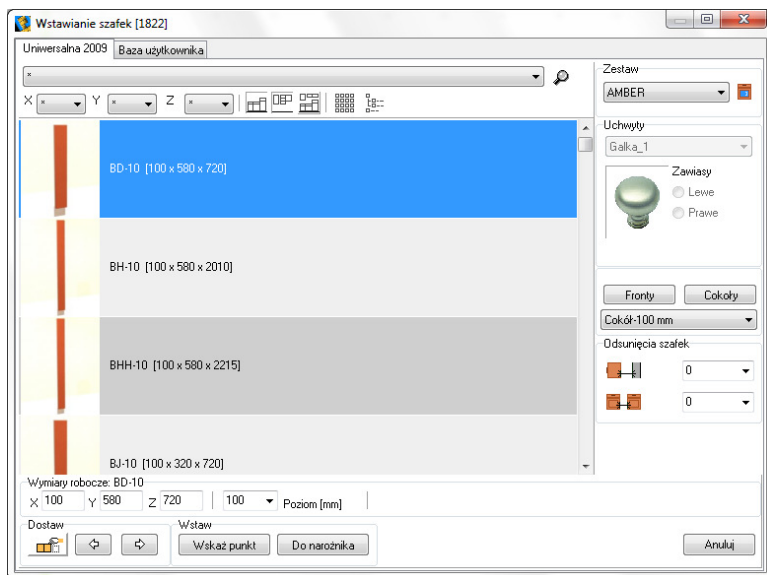 Wstawianie szafek [1822]
Uniwersalna 2009 Baza użytkownika
*
X * Y * Z *
BD-10 [100 x 580 x 720]
BH-10 [100 x 580 x 2010]
BHH-10 [100 x 580 x 2215]
BJ-10 [100 x 320 x 720]
Zestaw
AMBER
Uchwyty
Galka_1
Zawiasy
Lewe
Prawe
Fronty Cokoły
Cokół-100 mm
Odsunięcia szafek
0
0
Wymiary robocze: BD-10
X 100 Y 580 Z 720 100 Poziom [mm]
Dostaw Wstaw
Wskaż punkt Do narożnika Anuluj